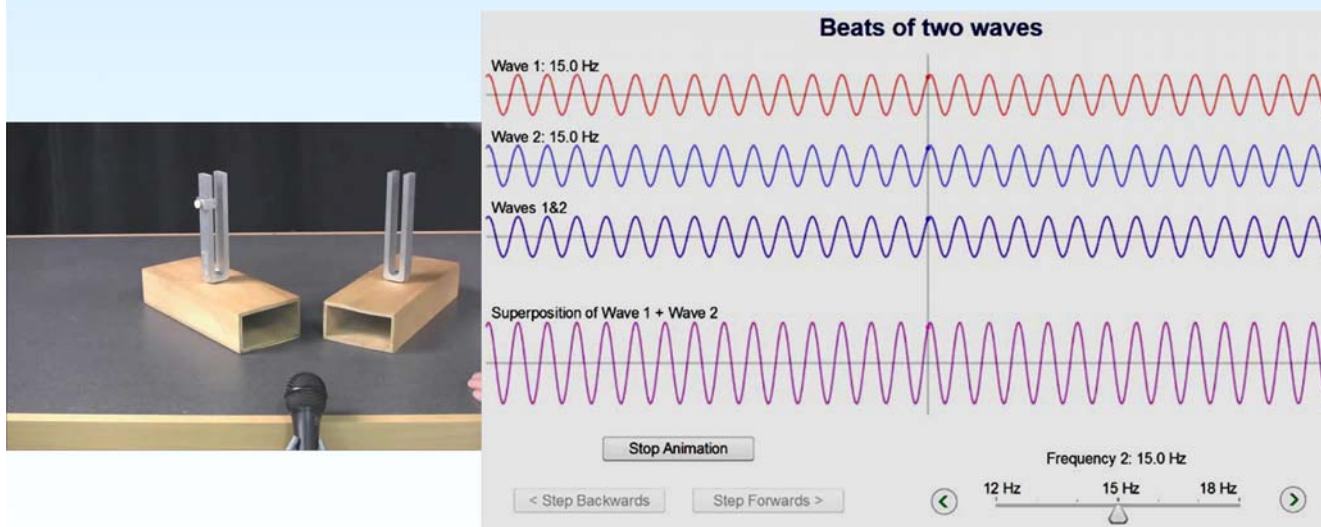 Beats of two waves
Wave 1: 15.0 Hz
Wave 2: 15.0 Hz
Waves 1&2
Superposition of Wave 1 + Wave 2
Stop Animation
Frequency 2: 15.0 Hz
< Step Backwards
Step Forwards >
<
12 Hz
15 Hz
18 Hz
>